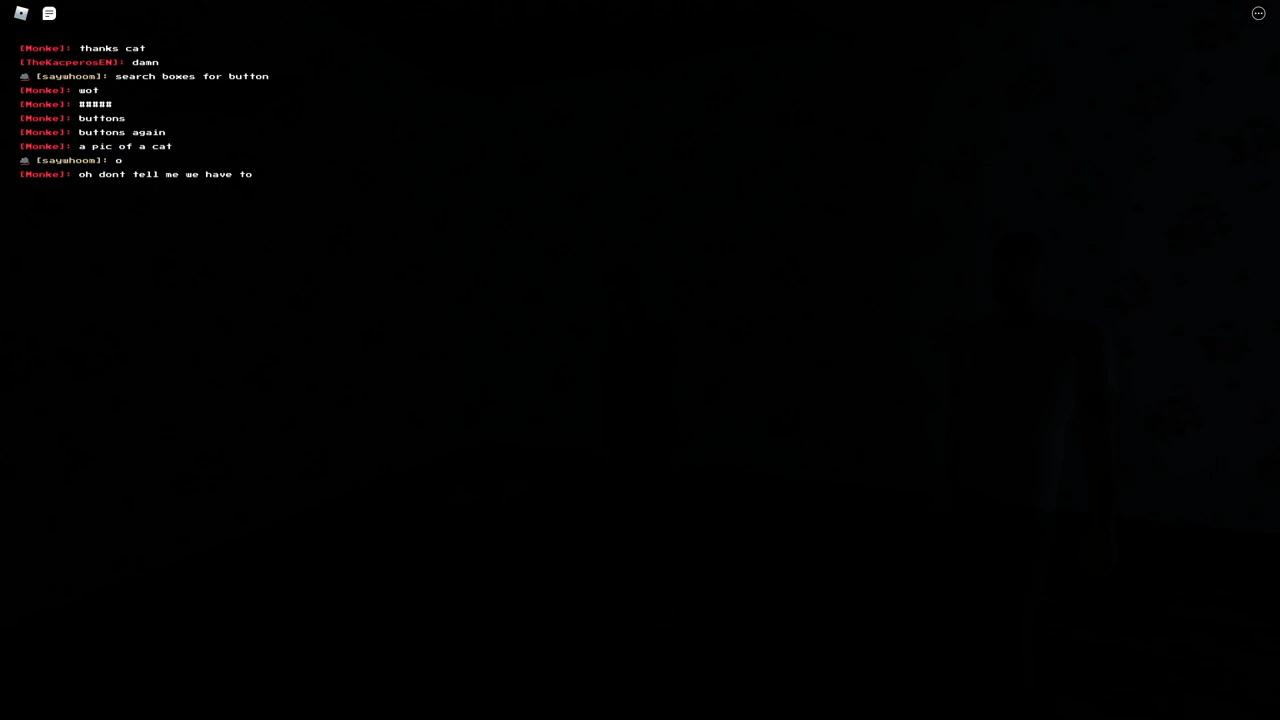 [Monke]: thanks cat
[TheKacperosEN]: damn
[saywhoom]: search boxes for button
[Monke]: wot
[Monke]: #####
[Monke]: buttons
[Monke]: buttons again
[Monke]: a pic of a cat
[saywhoom]: o
[Monke]: oh dont tell me we have to